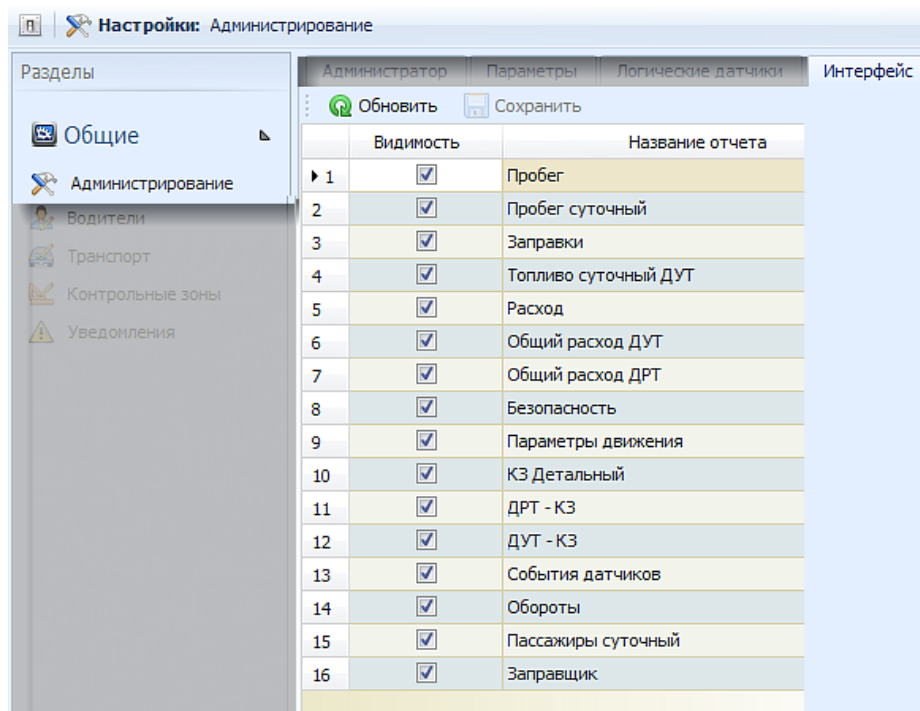 Настройки: Администрирование
Разделы
Общие
Администрирование
Водители
Транспорт
Контрольные зоны
Уведомления
Администратор Параметры Логические датчики Интерфейс
Обновить Сохранить
Видимость Название отчета
1 Пробег
2 Пробег суточный
3 Заправки
4 Топливо суточный ДУТ
5 Расход
6 Общий расход ДУТ
7 Общий расход ДРТ
8 Безопасность
9 Параметры движения
10 КЗ Детальный
11 ДРТ - КЗ
12 ДУТ - КЗ
13 События датчиков
14 Обороты
15 Пассажиры суточный
16 Заправщик